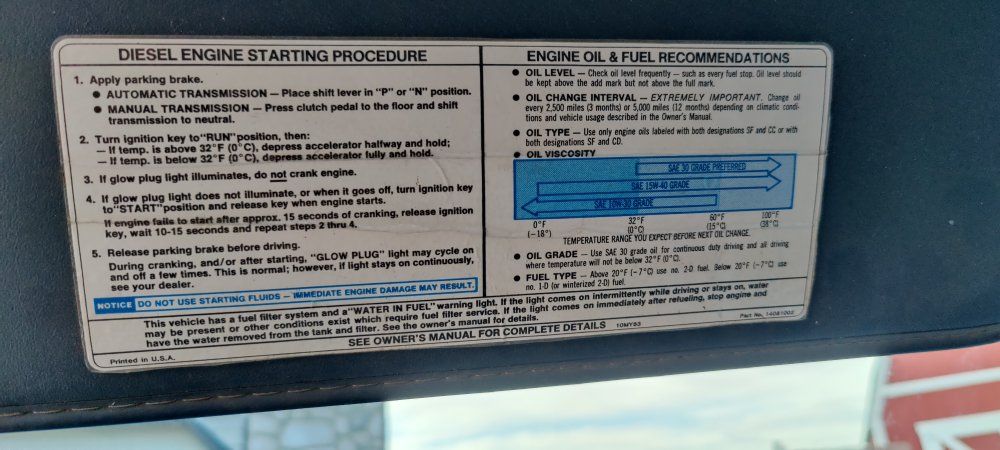 DIESEL ENGINE STARTING PROCEDURE
1. Apply parking brake.
● AUTOMATIC TRANSMISSION — Place shift lever in "P" or "N" position.
● MANUAL TRANSMISSION — Press clutch pedal to the floor and shift
transmission to neutral.
2. Turn ignition key to "RUN" position, then:
— If temp. is above 32°F (0°C), depress accelerator halfway and hold;
— If temp. is below 32°F (0°C), depress accelerator fully and hold.
3. If glow plug light illuminates, do not crank engine.
4. If glow plug light does not illuminate, or when it goes off, turn ignition key
to "START" position and release key when engine starts.
If engine fails to start after approx. 15 seconds of cranking, release ignition
key, wait 10-15 seconds and repeat steps 2 thru 4.
5. Release parking brake before driving.
During cranking, and/or after starting, "GLOW PLUG" light may cycle on
and off a few times. This is normal; however, if light stays on continuously,
see your dealer.
NOTICE DO NOT USE STARTING FLUIDS — IMMEDIATE ENGINE DAMAGE MAY RESULT.
ENGINE OIL & FUEL RECOMMENDATIONS
● OIL LEVEL — Check oil level frequently — such as every fuel stop. Oil level should
be kept above the add mark but not above the full mark.
● OIL CHANGE INTERVAL — EXTREMELY IMPORTANT. Change oil
every 2,500 miles (3 months) or 5,000 miles (12 months) depending on climatic condi-
tions and vehicle usage described in the Owner's Manual.
● OIL TYPE — Use only engine oils labeled with both designations SF and CC or with
both designations SF and CD.
● OIL VISCOSITY
SAE 30 GRADE PREFERRED
SAE 15W-40 GRADE
SAE 10W-30 GRADE
0°F 32°F 60°F 100°F
(-18°) (0°C) (15°C) (38°C)
TEMPERATURE RANGE YOU EXPECT BEFORE NEXT OIL CHANGE.
● OIL GRADE — Use SAE 30 grade oil for continuous duty driving and all driving
where temperature will not be below 32°F (0°C).
● FUEL TYPE — Above 20°F (-7°C) use no. 2-D fuel. Below 20°F (-7°C) use
no. 1-D (or winterized 2-D) fuel.
This vehicle has a fuel filter system and a "WATER IN FUEL" warning light. If the light comes on intermittently while driving or stays on, water
may be present or other conditions exist which require fuel filter service. If the light comes on immediately after refueling, stop engine and
have the water removed from the tank and filter. See the owner's manual for details.
SEE OWNER'S MANUAL FOR COMPLETE DETAILS 10MY83
Part No. 14081002
Printed in U.S.A.